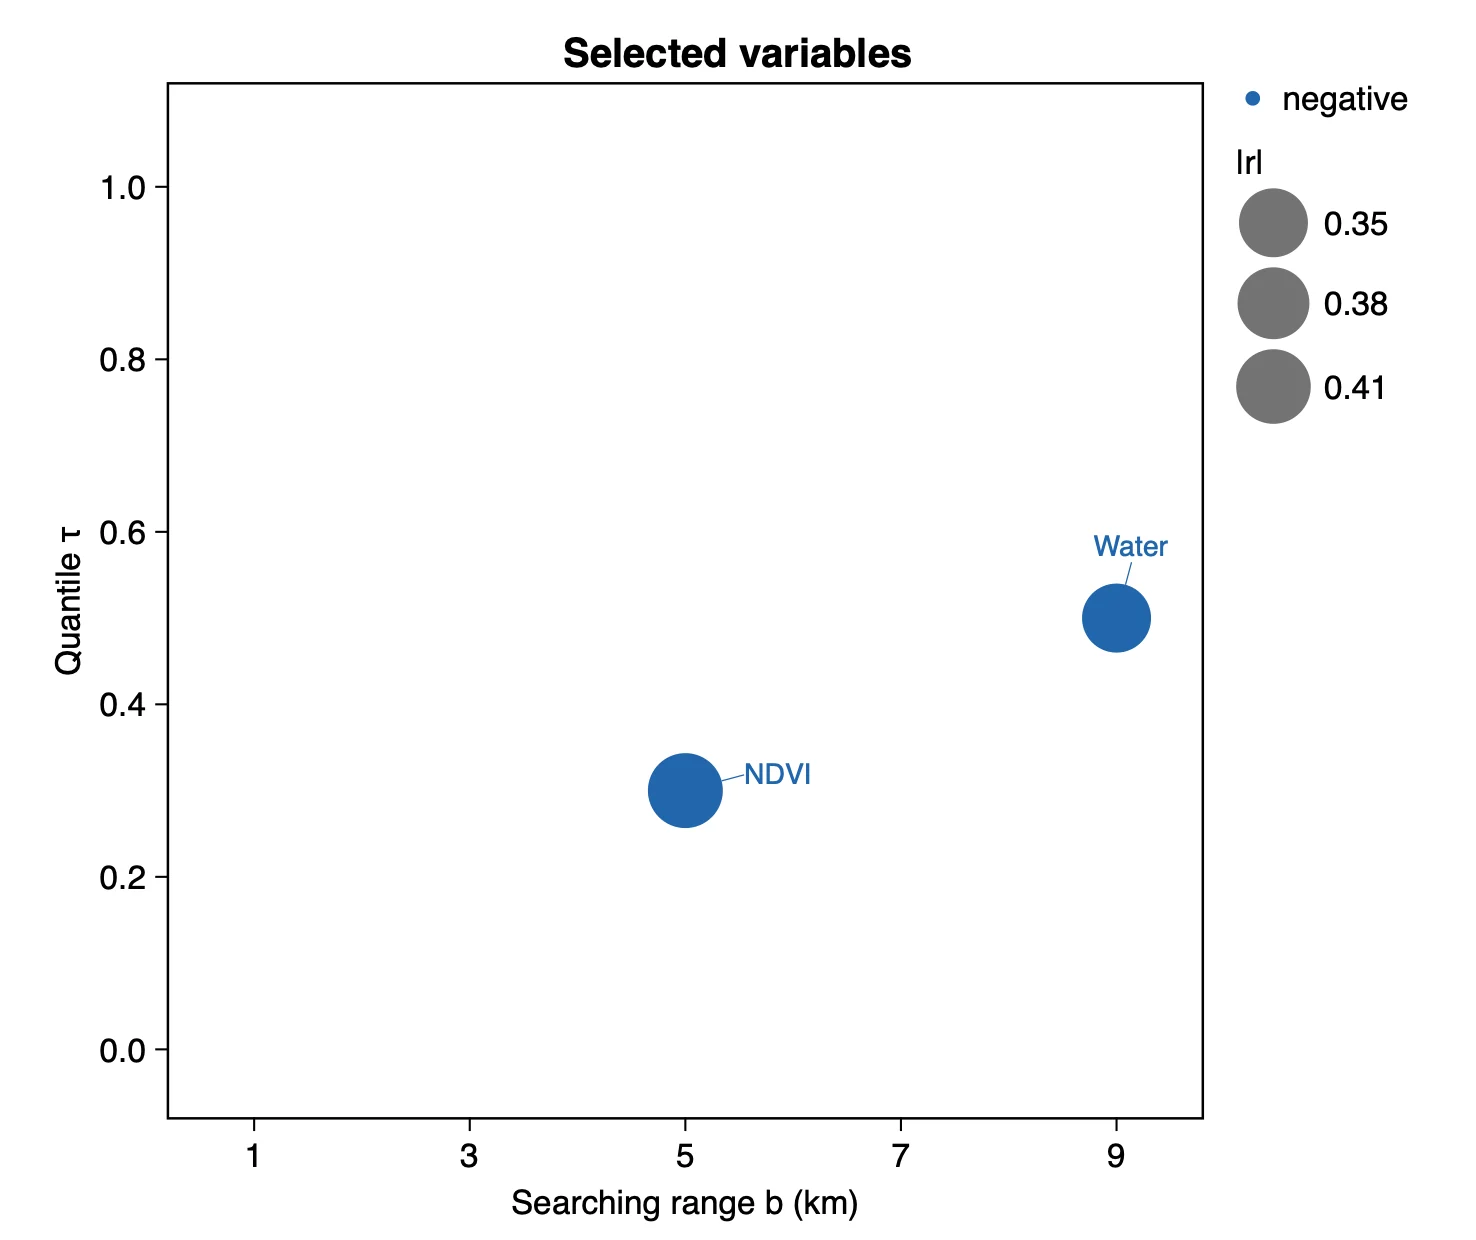 Selected variables
negative
|r|
0.35
0.38
0.41
1.0
0.8
0.6
0.4
0.2
0.0
Quantile τ
Water
NDVI
1 3 5 7 9
Searching range b (km)